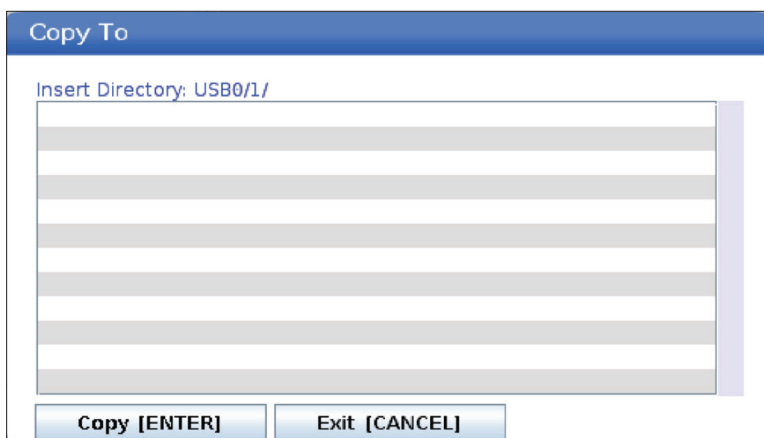 Copy To
Insert Directory: USB0/1/
Copy [ENTER]
Exit [CANCEL]